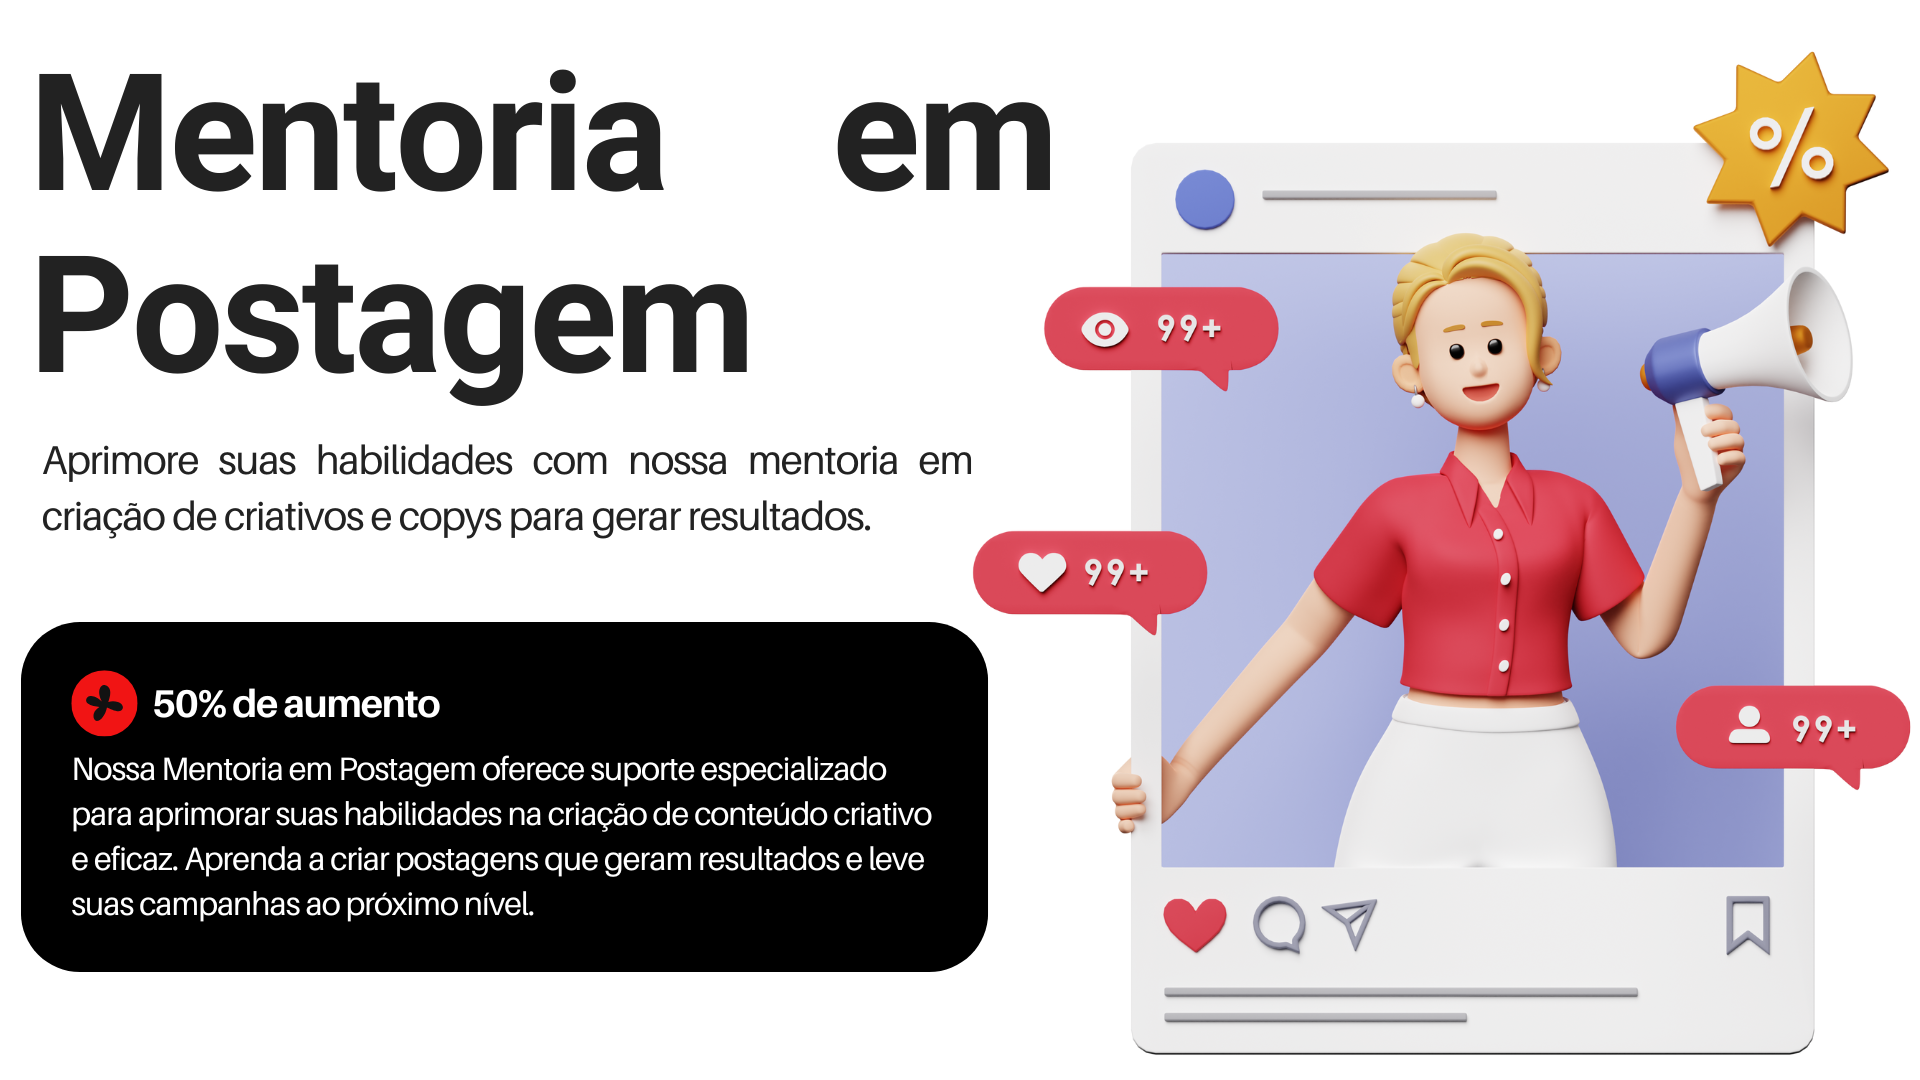 Mentoria em
Postagem
Aprimore suas habilidades com nossa mentoria em
criação de criativos e copys para gerar resultados.
50% de aumento
Nossa Mentoria em Postagem oferece suporte especializado
para aprimorar suas habilidades na criação de conteúdo criativo
e eficaz. Aprenda a criar postagens que geram resultados e leve
suas campanhas ao próximo nível.
%
99+
99+
99+